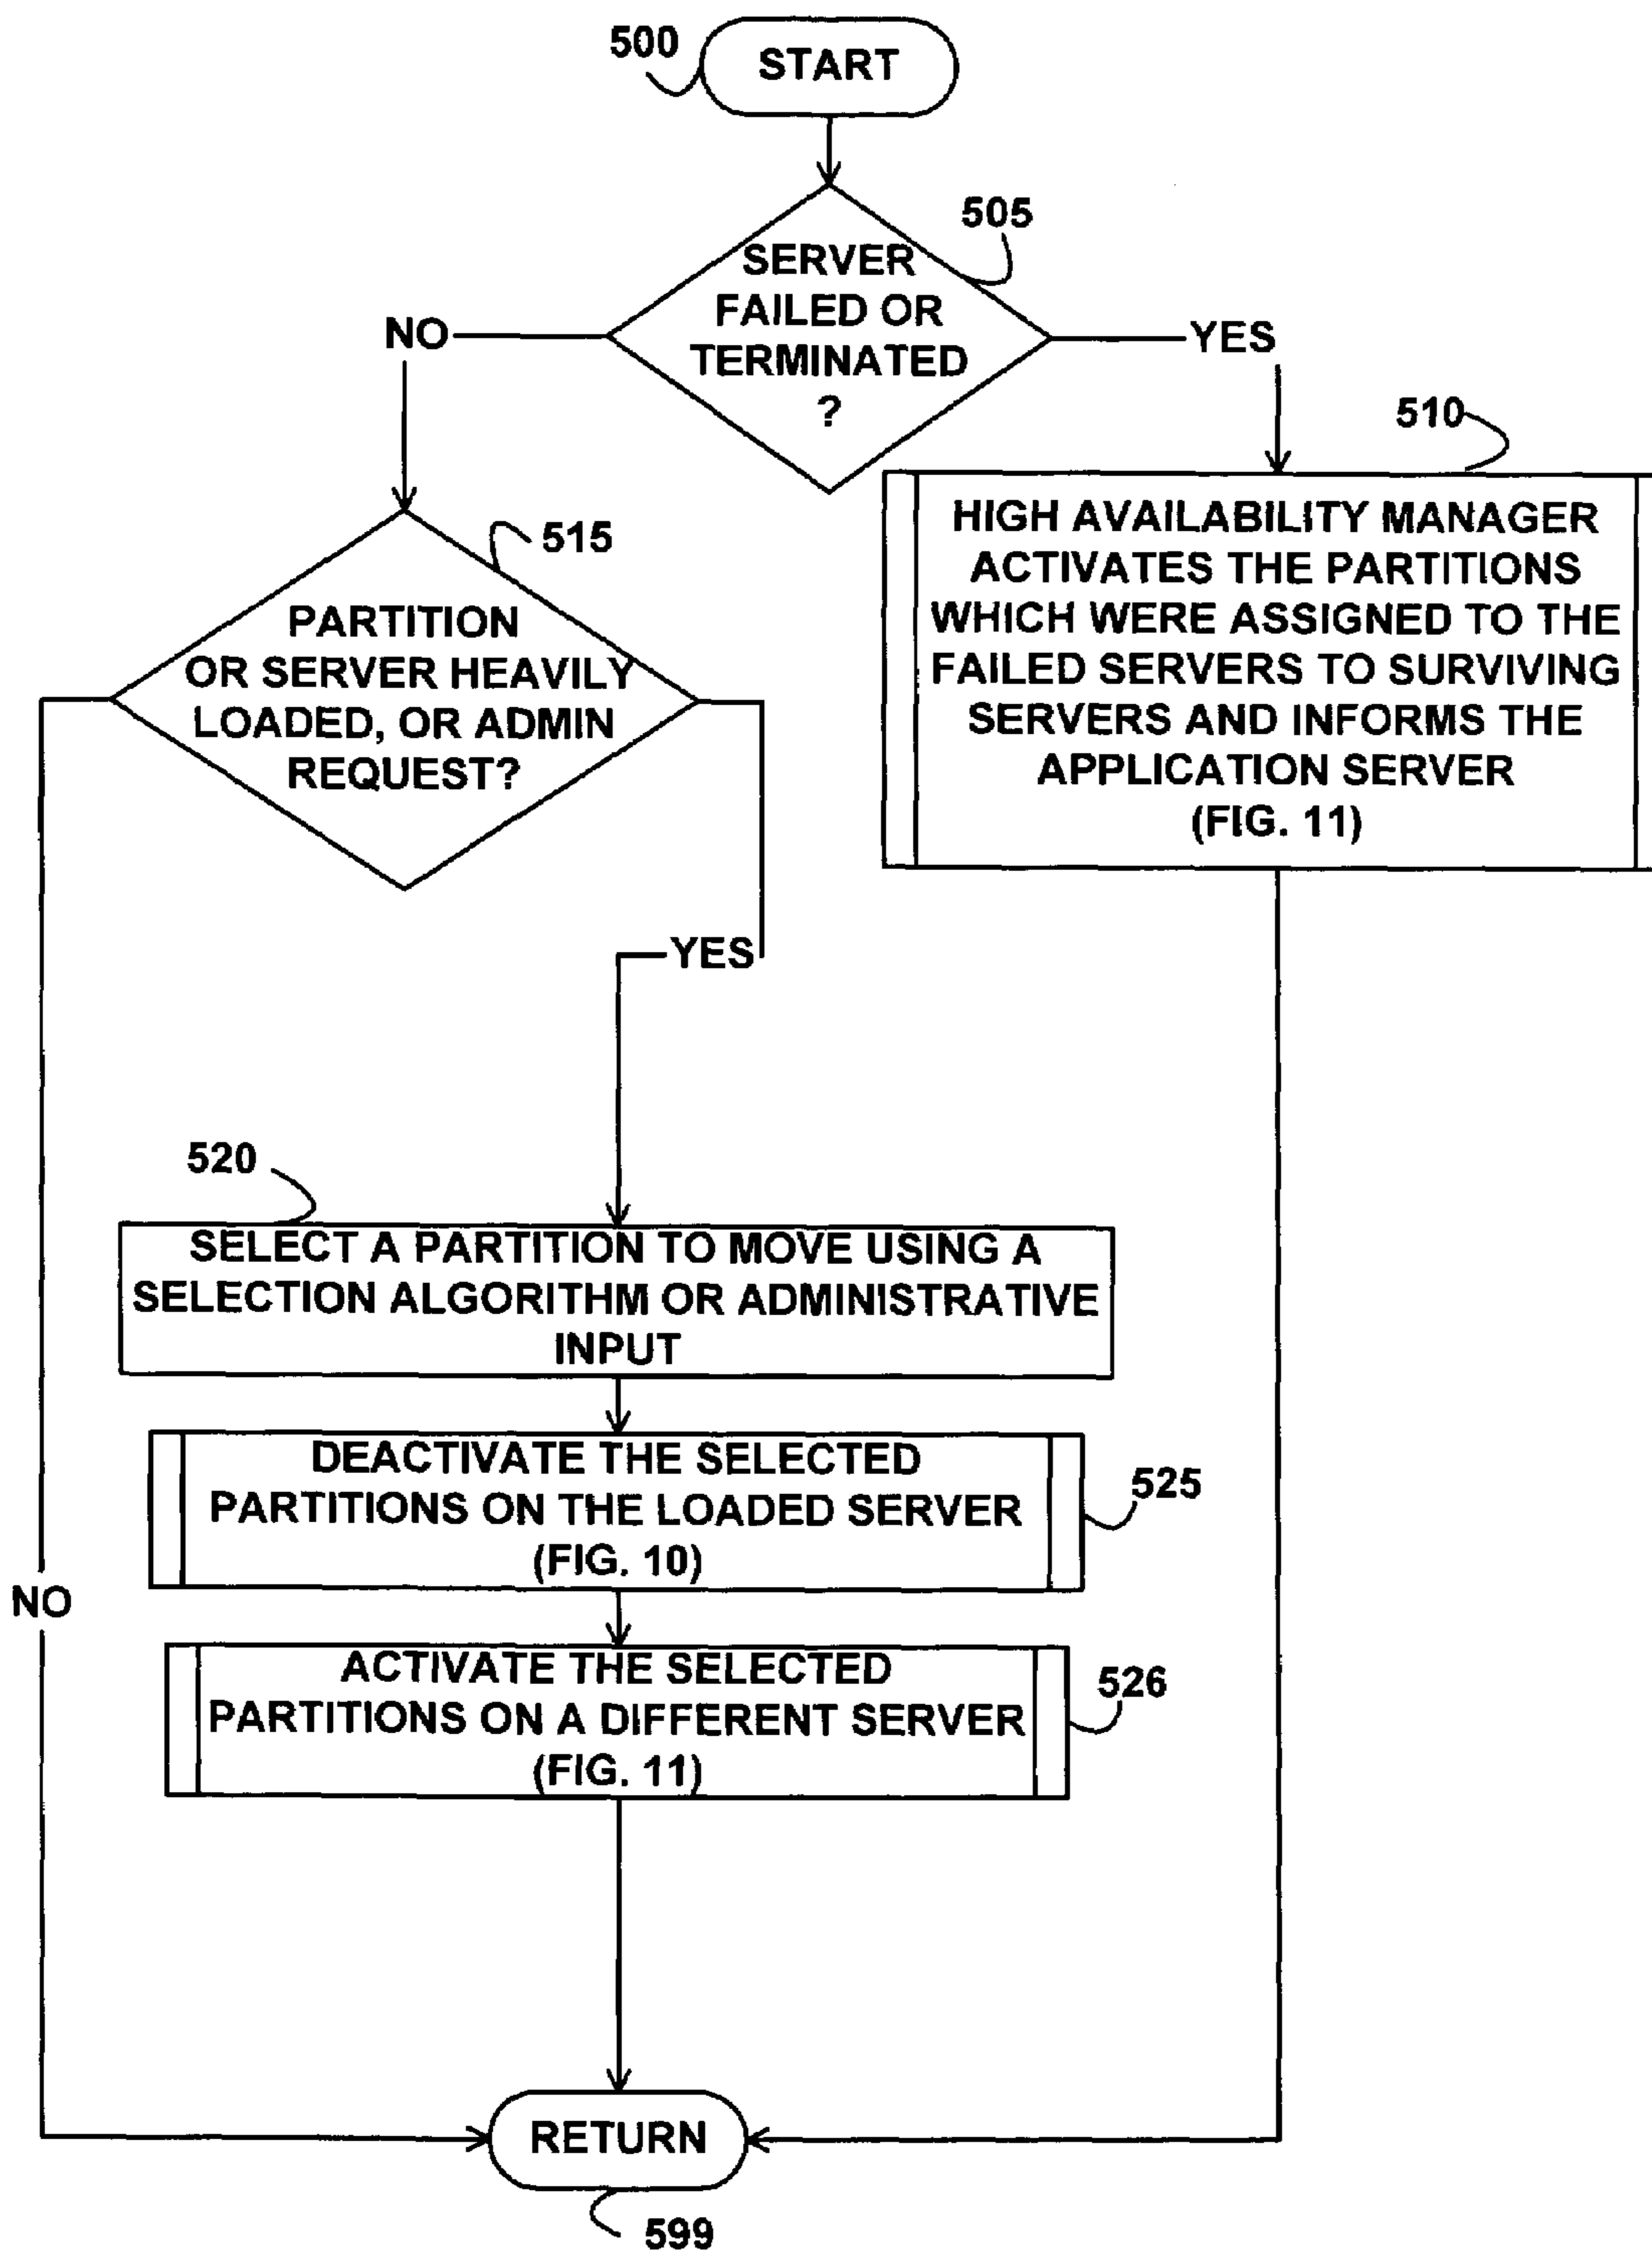 500
START
505
SERVER
FAILED OR
TERMINATED
?
NO
YES
510
HIGH AVAILABILITY MANAGER
ACTIVATES THE PARTITIONS
WHICH WERE ASSIGNED TO THE
FAILED SERVERS TO SURVIVING
SERVERS AND INFORMS THE
APPLICATION SERVER
(FIG. 11)
515
PARTITION
OR SERVER HEAVILY
LOADED, OR ADMIN
REQUEST?
YES
520
SELECT A PARTITION TO MOVE USING A
SELECTION ALGORITHM OR ADMINISTRATIVE
INPUT
DEACTIVATE THE SELECTED
PARTITIONS ON THE LOADED SERVER
(FIG. 10)
525
NO
ACTIVATE THE SELECTED
PARTITIONS ON A DIFFERENT SERVER
(FIG. 11)
526
RETURN
599